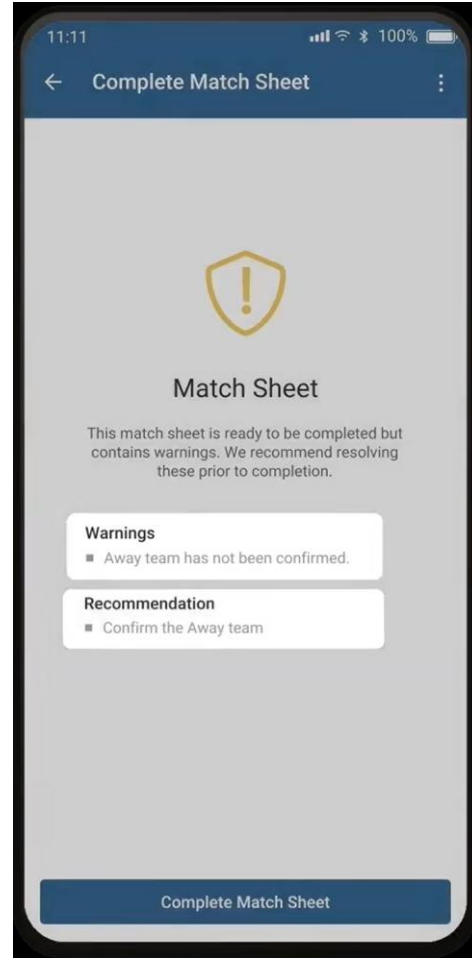 11:11
100%
Complete Match Sheet
Match Sheet
This match sheet is ready to be completed but
contains warnings. We recommend resolving
these prior to completion.
Warnings
Away team has not been confirmed.
Recommendation
Confirm the Away team
Complete Match Sheet